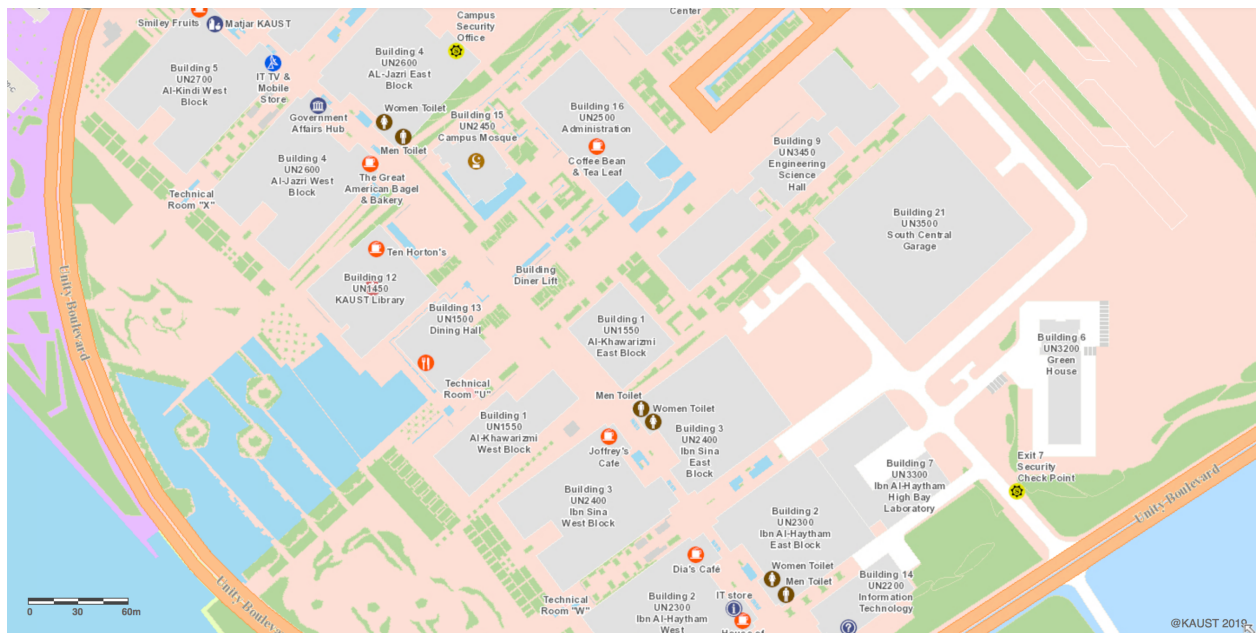 Smiley Fruits
Matjar KAUST
Campus
Security
Office
Center
Building 5
UN2700
Al-Kindi West
Block
IT TV &
Mobile
Store
Building 4
UN2600
AL-Jazri East
Block
Government
Affairs Hub
Women Toilet
Men Toilet
Building 15
UN2450
Campus Mosque
Building 16
UN2500
Administration
Coffee Bean
& Tea Leaf
Building 9
UN3450
Engineering
Science
Hall
Building 4
UN2600
Al-Jazri West
Block
The Great
American Bagel
& Bakery
Technical
Room "X"
Building 21
UN3500
South Central
Garage
Ten Horton's
Building 12
UN1450
KAUST Library
Building
Diner Lift
Unity Boulevard
Building 13
UN1500
Dining Hall
Building 1
UN1550
Al-Khawarizmi
East Block
Building 6
UN3200
Green
House
Technical
Room "U"
Men Toilet
Women Toilet
Building 1
UN1550
Al-Khawarizmi
West Block
Joffrey's
Cafe
Building 3
UN2400
Ibn Sina
East
Block
Building 7
UN3300
Ibn Al-Haytham
High Bay
Laboratory
Exit 7
Security
Check Point
Unity Boulevard
Building 3
UN2400
Ibn Sina
West Block
Building 2
UN2300
Ibn Al-Haytham
East Block
Dia's Café
Women Toilet
Men Toilet
Building 14
UN2200
Information
Technology
Technical
Room "W"
Building 2
UN2300
Ibn Al-Haytham
West
IT store
House of
Unity Boulevard
0 30 60m
@KAUST 2019